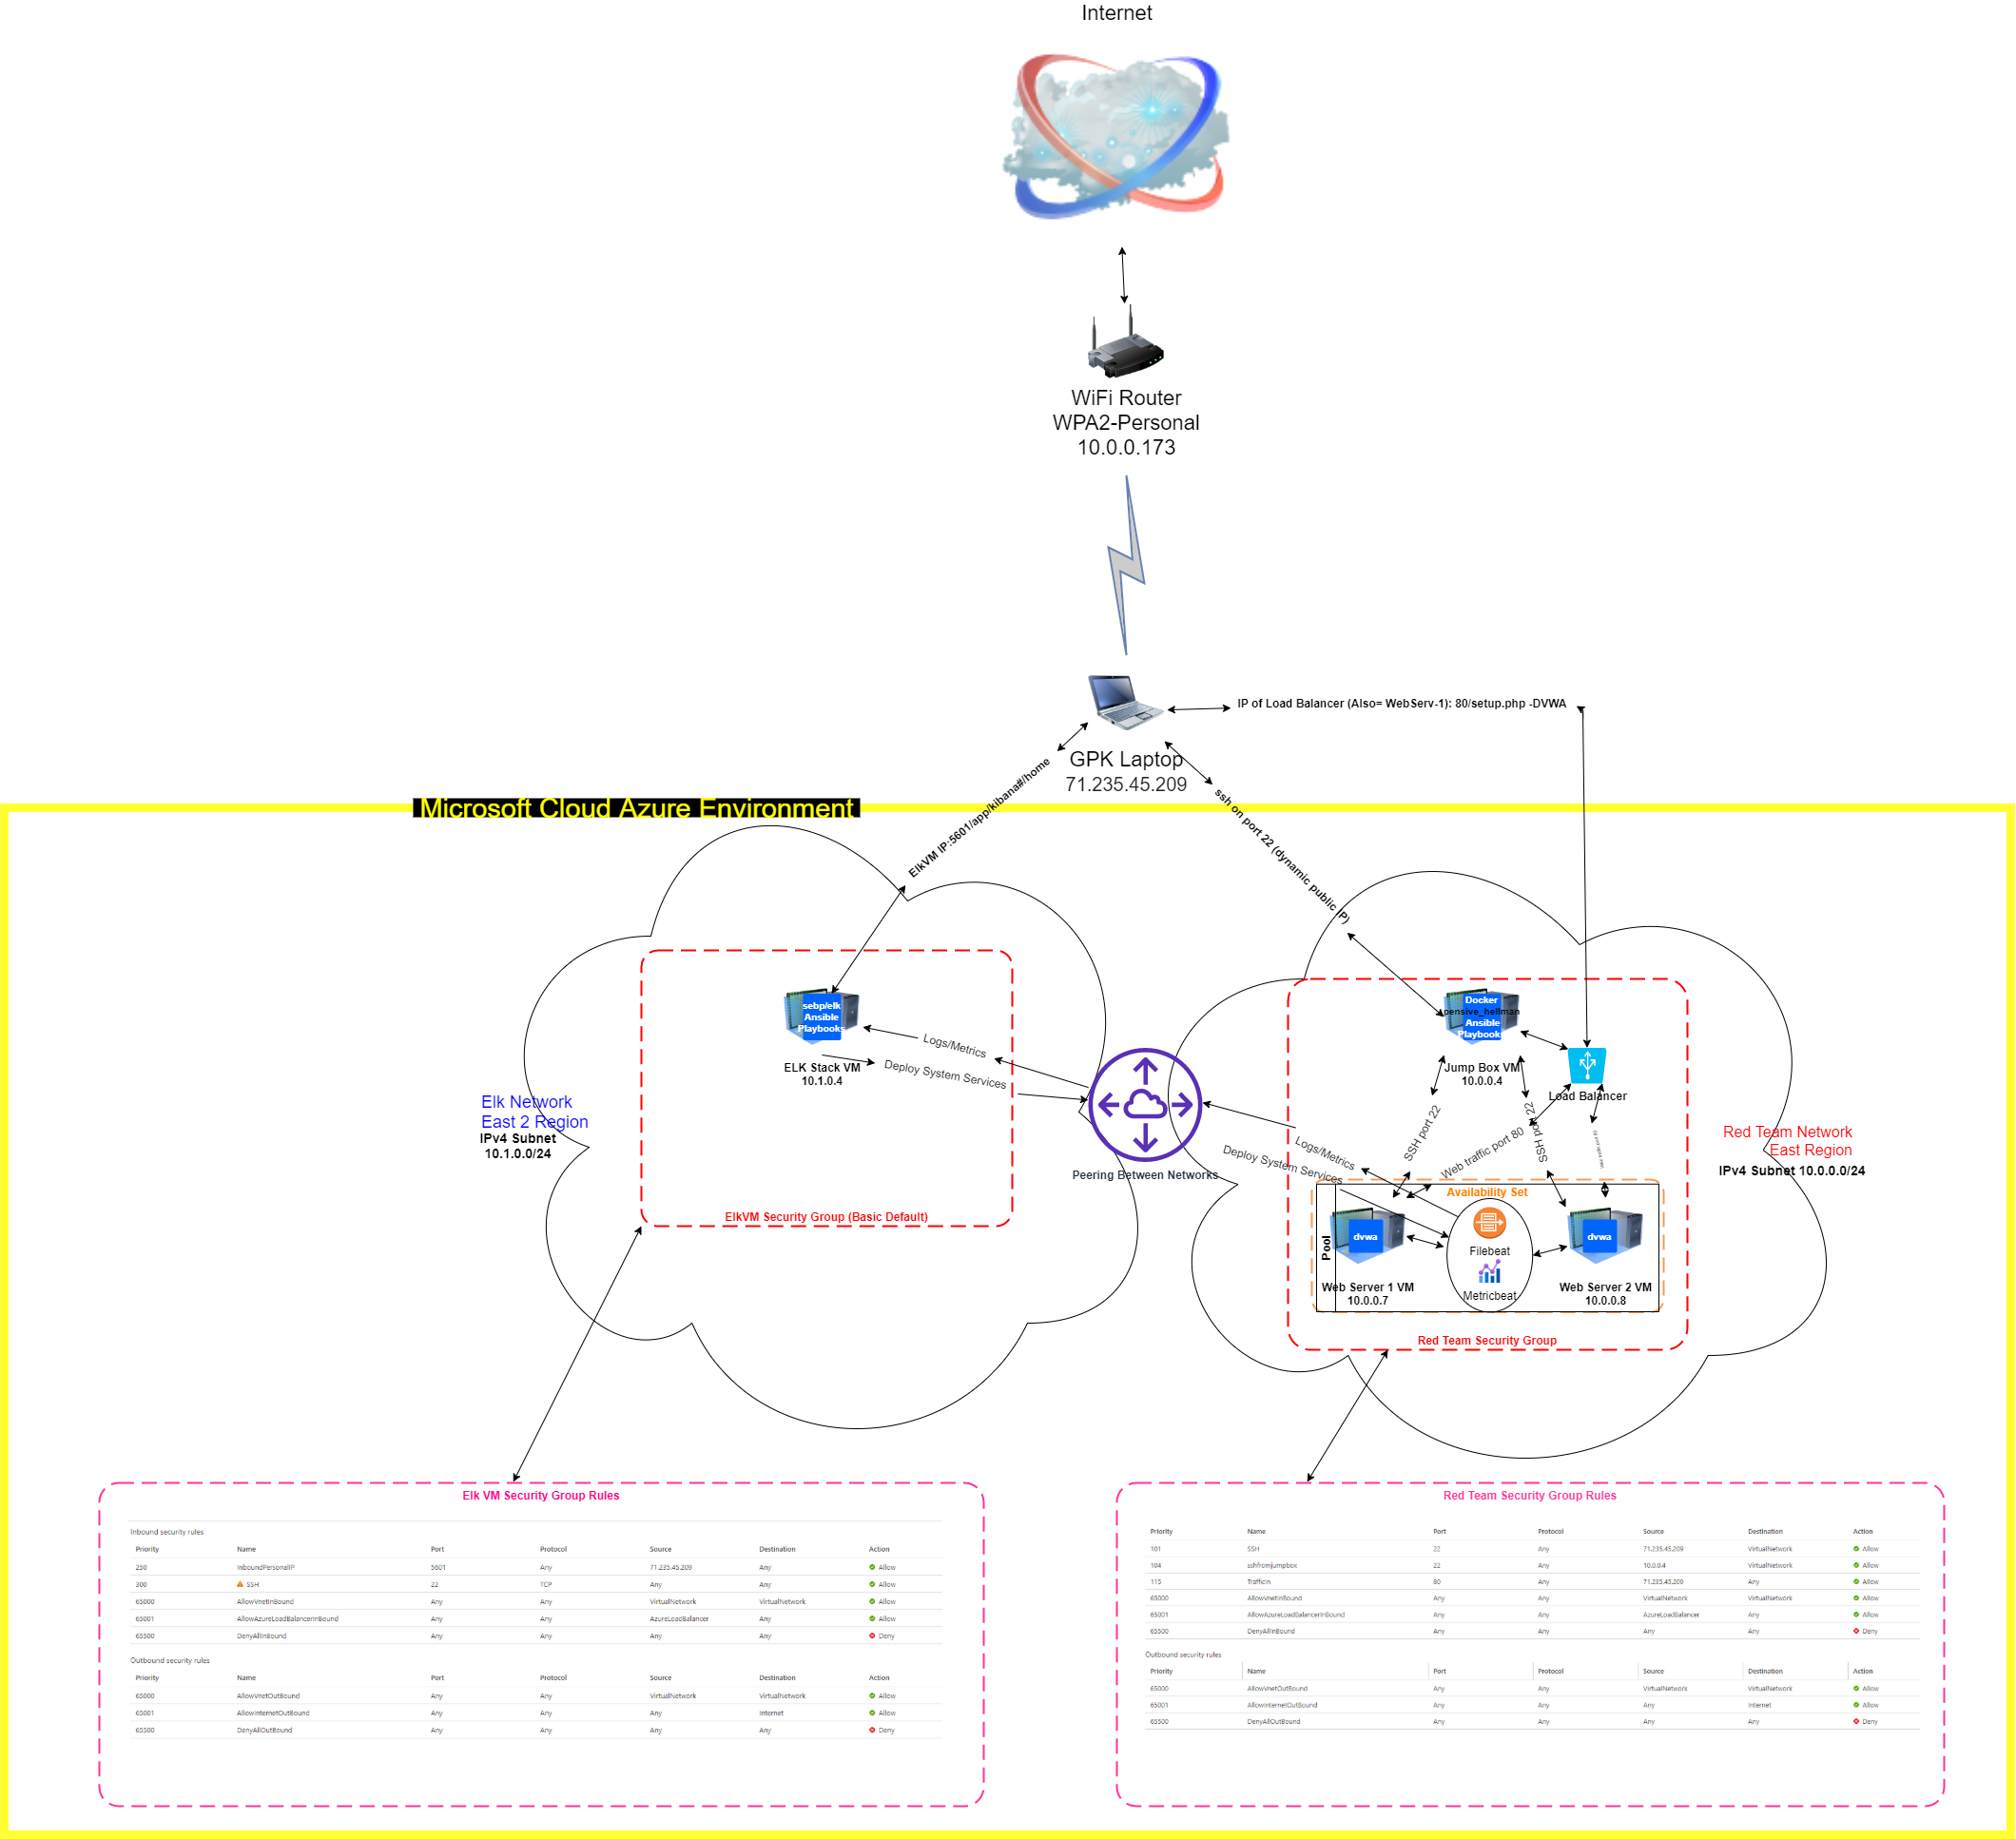 Internet
WiFi Router
WPA2-Personal
10.0.0.173
IP of Load Balancer (Also= WebServ-1): 80/setup.php -DVWA
GPK Laptop
71.235.45.209
ElkVM IP:5601/app/kibana#/home
ssh on port 22 (dynamic public IP)
Microsoft Cloud Azure Environment
sebp/elk
Ansible
Playbooks
ELK Stack VM
10.1.0.4
Logs/Metrics
Deploy System Services
Elk Network
East 2 Region
IPv4 Subnet
10.1.0.0/24
ElkVM Security Group (Basic Default)
Peering Between Networks
Docker
pensive_hellman
Ansible
Playbook
Jump Box VM
10.0.0.4
Load Balancer
SSH port 22
Web traffic port 80
SSH port 22
Logs/Metrics
Deploy System Services
Red Team Network
East Region
IPv4 Subnet 10.0.0.0/24
Availability Set
Pool
dvwa
Web Server 1 VM
10.0.0.7
Filebeat
Metricbeat
dvwa
Web Server 2 VM
10.0.0.8
Red Team Security Group
Elk VM Security Group Rules
Inbound security rules
Priority Name Port Protocol Source Destination Action
250 InboundPersonalIP 5601 Any 71.235.45.209 Any Allow
300 SSH 22 TCP Any Any Allow
65000 AllowVnetInBound Any Any VirtualNetwork VirtualNetwork Allow
65001 AllowAzureLoadBalancerInBound Any Any AzureLoadBalancer Any Allow
65500 DenyAllInBound Any Any Any Any Deny
Outbound security rules
Priority Name Port Protocol Source Destination Action
65000 AllowVnetOutBound Any Any VirtualNetwork VirtualNetwork Allow
65001 AllowInternetOutBound Any Any Any Internet Allow
65500 DenyAllOutBound Any Any Any Any Deny
Red Team Security Group Rules
Priority Name Port Protocol Source Destination Action
101 SSH 22 Any 71.235.45.209 VirtualNetwork Allow
104 sshfromjumpbox 22 Any 10.0.0.4 VirtualNetwork Allow
115 TrafficIn 80 Any 71.235.45.209 Any Allow
65000 AllowVnetInBound Any Any VirtualNetwork VirtualNetwork Allow
65001 AllowAzureLoadBalancerInBound Any Any AzureLoadBalancer Any Allow
65500 DenyAllInBound Any Any Any Any Deny
Outbound security rules
Priority Name Port Protocol Source Destination Action
65000 AllowVnetOutBound Any Any VirtualNetwork VirtualNetwork Allow
65001 AllowInternetOutBound Any Any Any Internet Allow
65500 DenyAllOutBound Any Any Any Any Deny